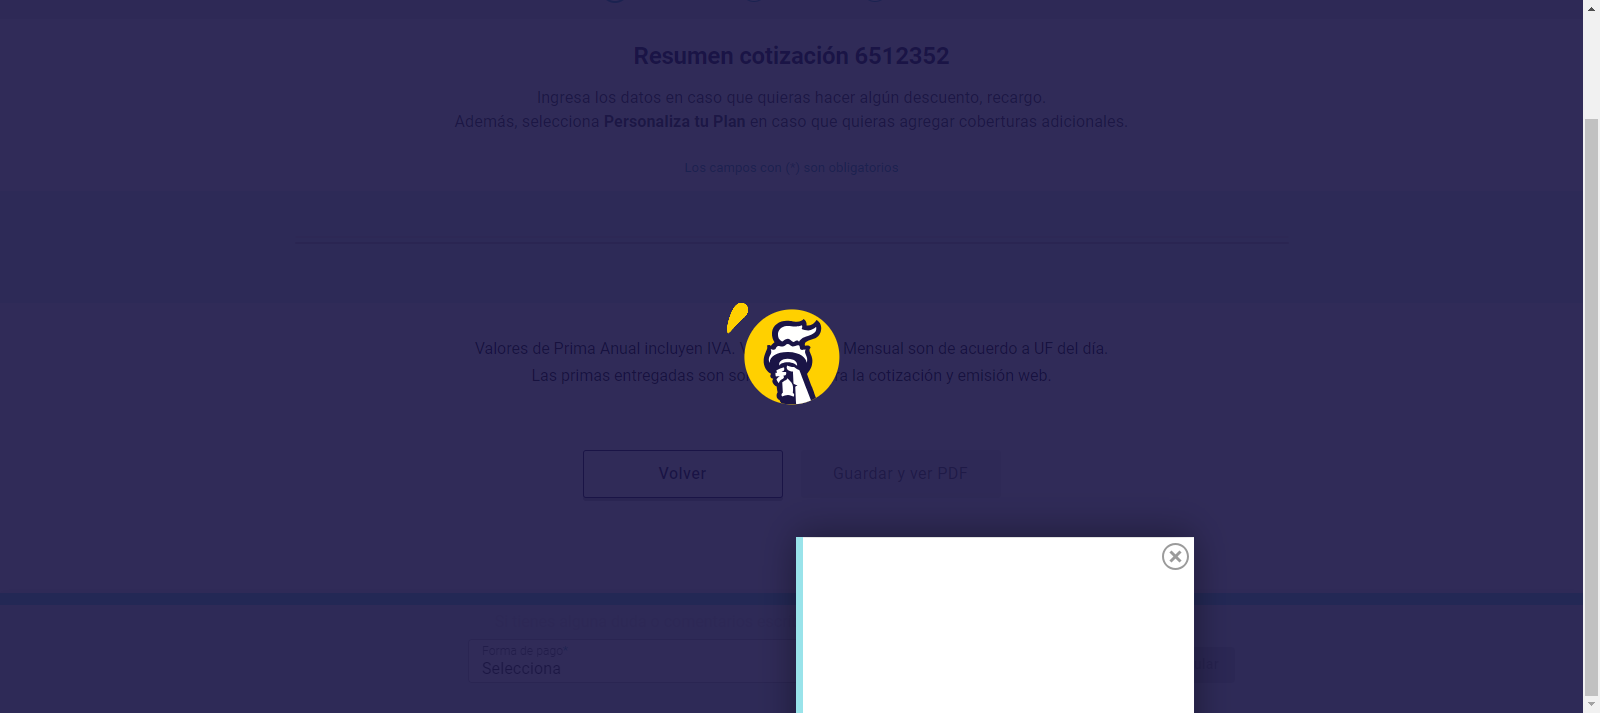 Resumen cotización 6512352
Ingresa los datos en caso que quieras hacer algún descuento, recargo.
Además, selecciona Personaliza tu Plan en caso que quieras agregar coberturas adicionales.
Los campos con (*) son obligatorios
Valores de Prima Anual incluyen IVA. Mensual son de acuerdo a UF del día.
Las primas entregadas son la cotización y emisión web.
Volver
Guardar y ver PDF
Forma de pago*
Selecciona